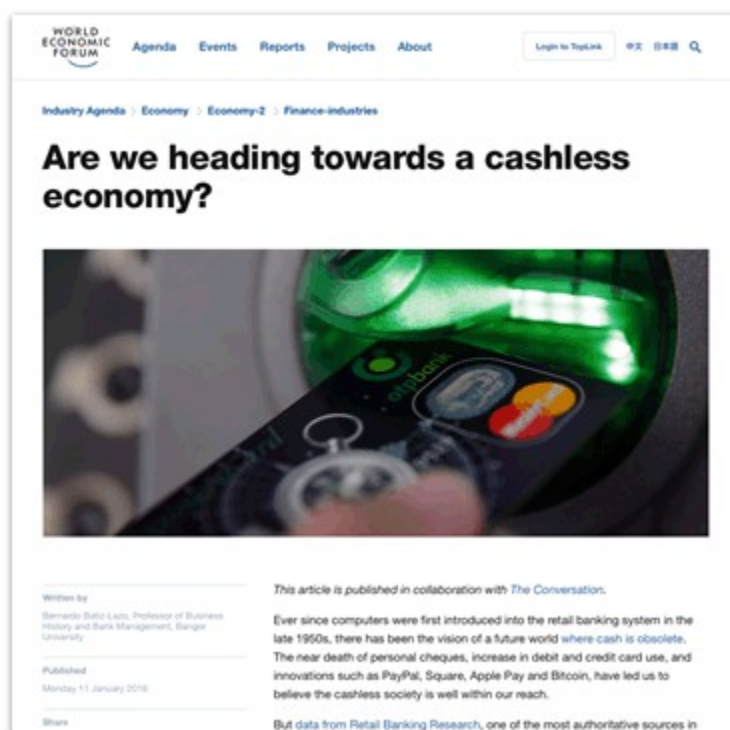 WORLD
ECONOMIC
FORUM
Agenda Events Reports Projects About
Login to TopLink 中文 日本語
Industry Agenda > Economy > Economy-2 > Finance-industries
Are we heading towards a cashless
economy?
otpbank
MasterCard
Written by
Bernardo Batiz-Lazo, Professor of Business
History and Bank Management, Bangor
University
Published
Monday 11 January 2016
Share
This article is published in collaboration with The Conversation.
Ever since computers were first introduced into the retail banking system in the
late 1950s, there has been the vision of a future world where cash is obsolete.
The near death of personal cheques, increase in debit and credit card use, and
innovations such as PayPal, Square, Apple Pay and Bitcoin, have led us to
believe the cashless society is well within our reach.
But data from Retail Banking Research, one of the most authoritative sources in